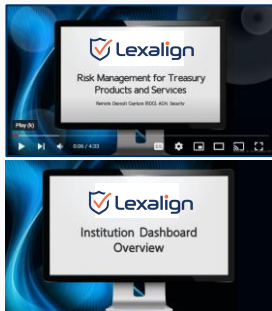 Lexalign
Risk Management for Treasury
Products and Services
Remote Deposit Capture (RDC), ACH, Security
Play (k)
0:06 / 4:33
Lexalign
Institution Dashboard
Overview